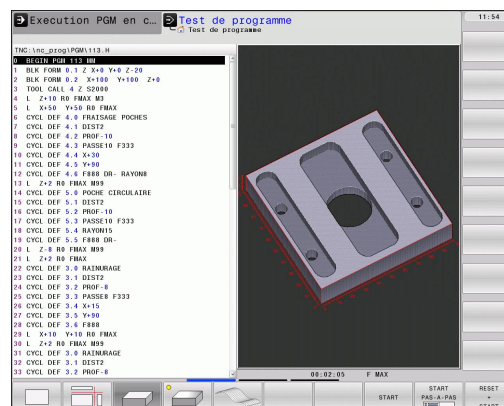 Execution PGM en c...
Test de programme
Test de programme
11:54
TNC:\nc_prog\PGM\113.H
0 BEGIN PGM 113 MM
1 BLK FORM 0.1 Z X+0 Y+0 Z-20
2 BLK FORM 0.2 X+100 Y+100 Z+0
3 TOOL CALL 4 Z S2000
4 L Z+10 R0 FMAX M3
5 L X+50 Y+50 R0 FMAX
6 CYCL DEF 4.0 FRAISAGE POCHES
7 CYCL DEF 4.1 DIST2
8 CYCL DEF 4.2 PROF-10
9 CYCL DEF 4.3 PASSE10 F333
10 CYCL DEF 4.4 X+30
11 CYCL DEF 4.5 Y+90
12 CYCL DEF 4.6 F888 DR- RAYON8
13 L Z+2 R0 FMAX M99
14 CYCL DEF 5.0 POCHE CIRCULAIRE
15 CYCL DEF 5.1 DIST2
16 CYCL DEF 5.2 PROF-10
17 CYCL DEF 5.3 PASSE10 F333
18 CYCL DEF 5.4 RAYON15
19 CYCL DEF 5.5 F888 DR-
20 L Z-8 R0 FMAX M99
21 L Z+2 R0 FMAX
22 CYCL DEF 3.0 RAINURAGE
23 CYCL DEF 3.1 DIST2
24 CYCL DEF 3.2 PROF-8
25 CYCL DEF 3.3 PASSE8 F333
26 CYCL DEF 3.4 X+15
27 CYCL DEF 3.5 Y+90
28 CYCL DEF 3.6 F888
29 L X+10 Y+10 R0 FMAX
30 L Z+2 R0 FMAX M99
31 CYCL DEF 3.0 RAINURAGE
32 CYCL DEF 3.1 DIST2
33 CYCL DEF 3.2 PROF-8
00:02:05 F MAX
START
START
PAS-A-PAS
RESET
+
START